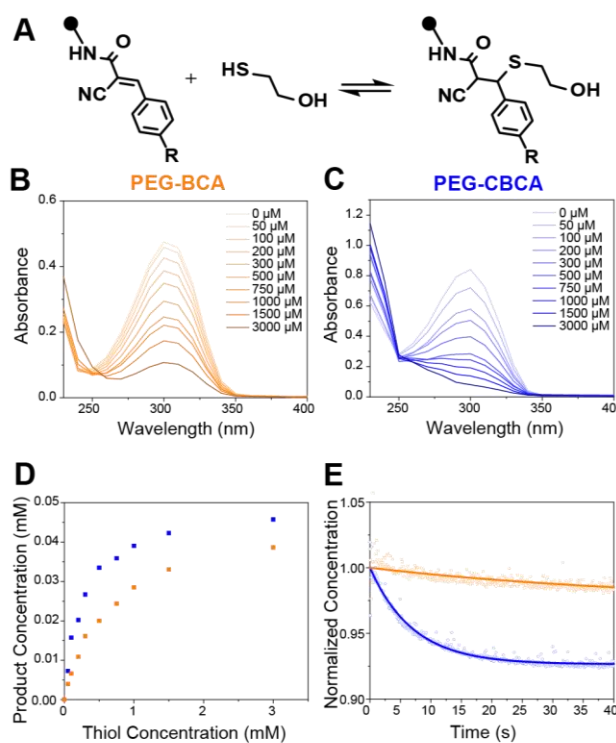 A
HN
O
NC
R
+
HS
OH
HN
O
S
OH
NC
R
B
PEG-BCA
0.6
0.4
0.2
0.0
Absorbance
250 300 350 400
Wavelength (nm)
0 µM
50 µM
100 µM
200 µM
300 µM
500 µM
750 µM
1000 µM
1500 µM
3000 µM
C
PEG-CBCA
1.2
1.0
0.8
0.6
0.4
0.2
0.0
Absorbance
250 300 350 400
Wavelength (nm)
0 µM
50 µM
100 µM
200 µM
300 µM
500 µM
750 µM
1000 µM
1500 µM
3000 µM
D
0.05
0.04
0.03
0.02
0.01
0.00
Product Concentration (mM)
0 1 2 3
Thiol Concentration (mM)
E
1.05
1.00
0.95
0.90
Normalized Concentration
0 5 10 15 20 25 30 35 40
Time (s)